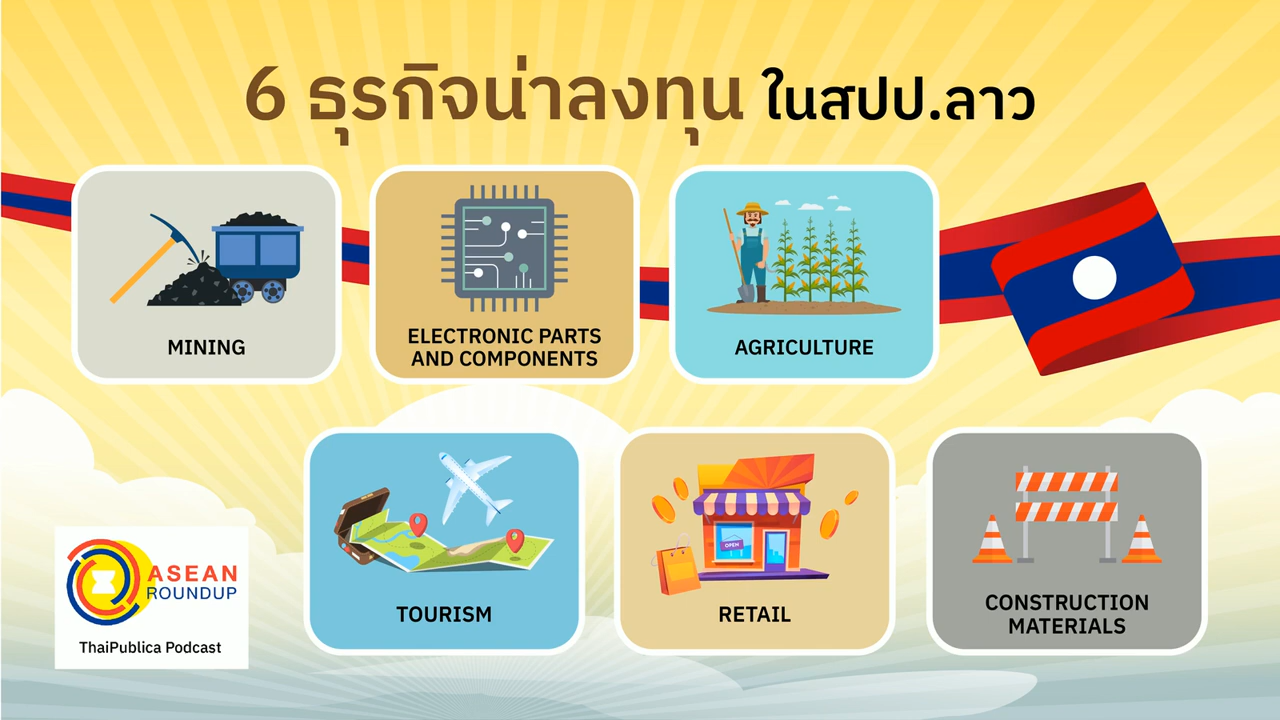 6 ธุรกิจน่าลงทุน ในสปป.ลาว
MINING
ELECTRONIC PARTS
AND COMPONENTS
AGRICULTURE
TOURISM
OPEN
RETAIL
CONSTRUCTION
MATERIALS
ASEAN
ROUNDUP
ThaiPublica Podcast